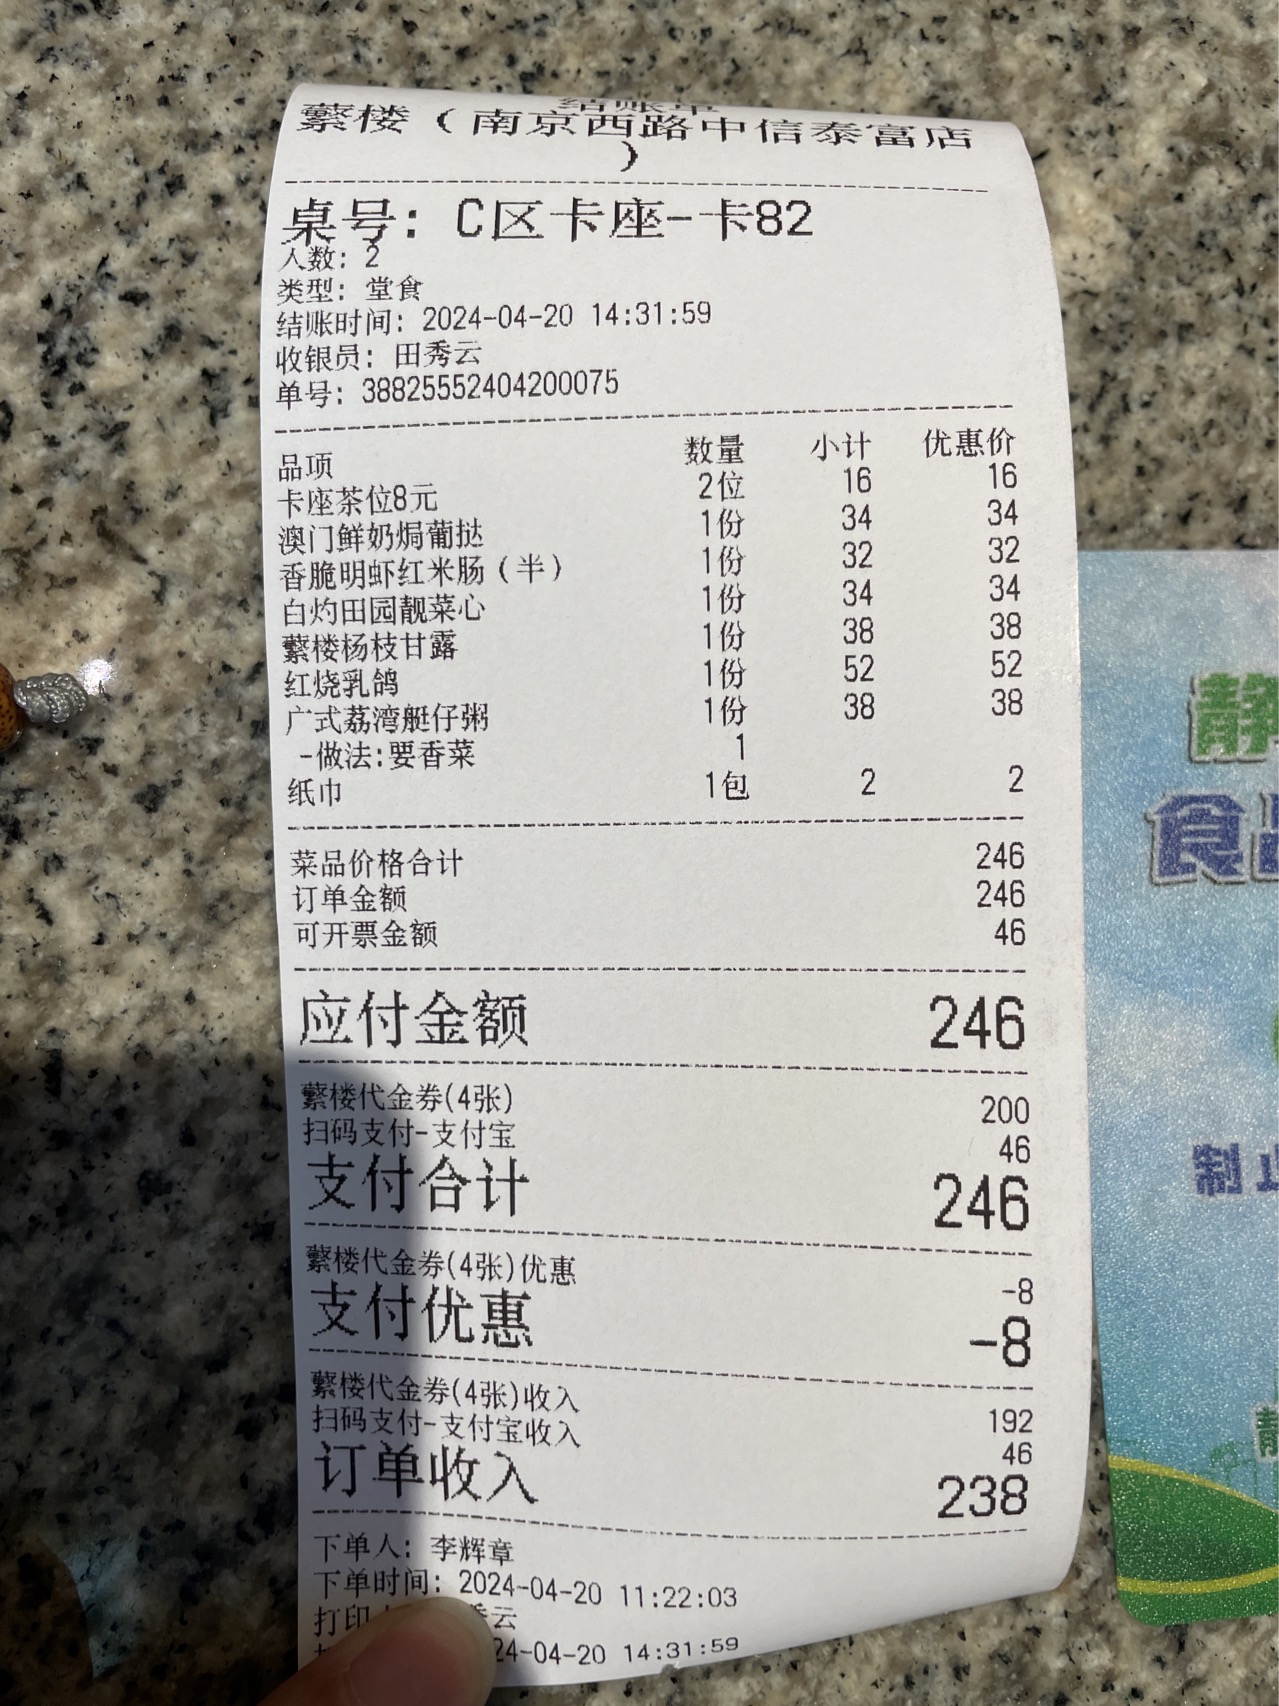 结账单
蘩楼（南京西路中信泰富店
）
桌号: C区卡座-卡82
人数: 2
类型: 堂食
结账时间: 2024-04-20 14:31:59
收银员: 田秀云
单号: 38825552404200075
品项 数量 小计 优惠价
卡座茶位8元 2位 16 16
澳门鲜奶焗葡挞 1份 34 34
香脆明虾红米肠（半） 1份 32 32
白灼田园靓菜心 1份 34 34
蘩楼杨枝甘露 1份 38 38
红烧乳鸽 1份 52 52
广式荔湾艇仔粥 1份 38 38
-做法:要香菜 1
纸巾 1包 2 2
菜品价格合计 246
订单金额 246
可开票金额 46
应付金额 246
蘩楼代金券(4张) 200
扫码支付-支付宝 46
支付合计 246
蘩楼代金券(4张)优惠 -8
支付优惠 -8
蘩楼代金券(4张)收入 192
扫码支付-支付宝收入 46
订单收入 238
下单人: 李辉章
下单时间: 2024-04-20 11:22:03
打印 秀云
24-04-20 14:31:59
食品
制止